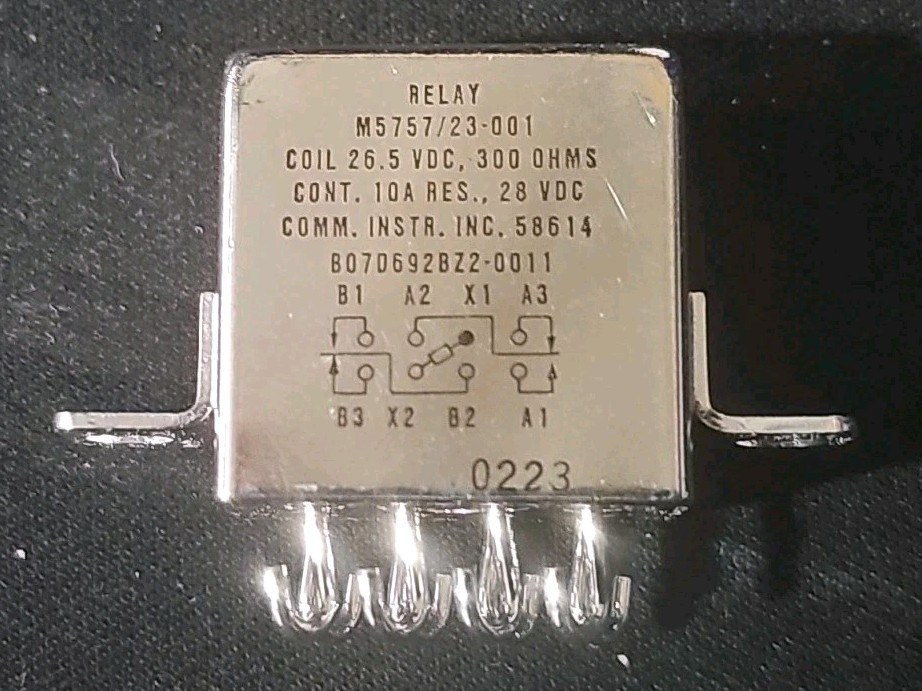 RELAY
M5757/23-001
COIL 26.5 VDC, 300 OHMS
CONT. 10A RES., 28 VDC
COMM. INSTR. INC. 58614
B07D692BZ2-0011
B1 A2 X1 A3
B3 X2 B2 A1
0223